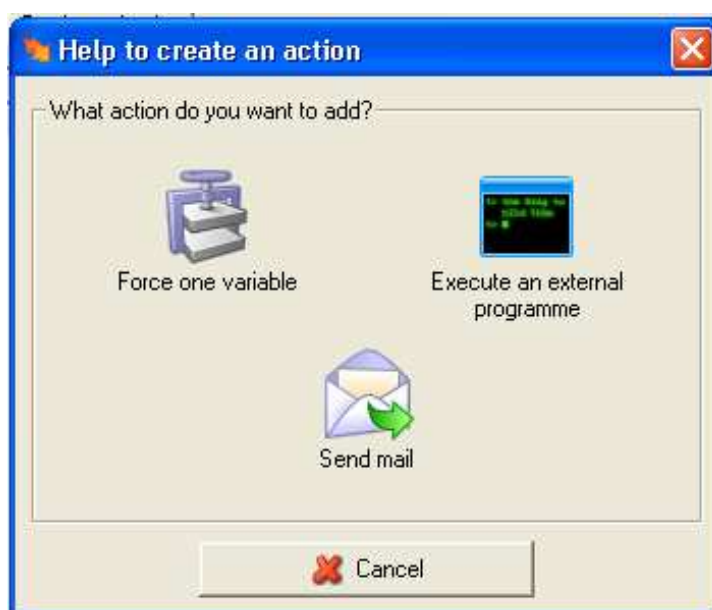 Help to create an action
What action do you want to add?
Force one variable
Execute an external
programme
Send mail
Cancel